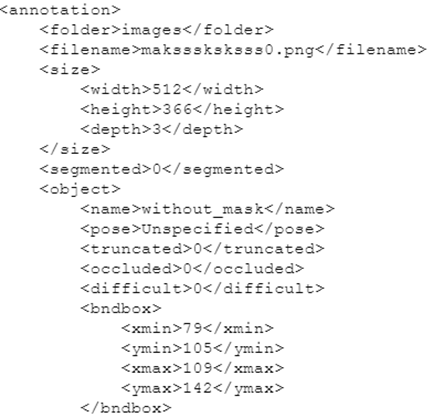 <annotation>
    <folder>images</folder>
    <filename>maksssksksss0.png</filename>
    <size>
        <width>512</width>
        <height>366</height>
        <depth>3</depth>
    </size>
    <segmented>0</segmented>
    <object>
        <name>without_mask</name>
        <pose>Unspecified</pose>
        <truncated>0</truncated>
        <occluded>0</occluded>
        <difficult>0</difficult>
        <bndbox>
            <xmin>79</xmin>
            <ymin>105</ymin>
            <xmax>109</xmax>
            <ymax>142</ymax>
        </bndbox>